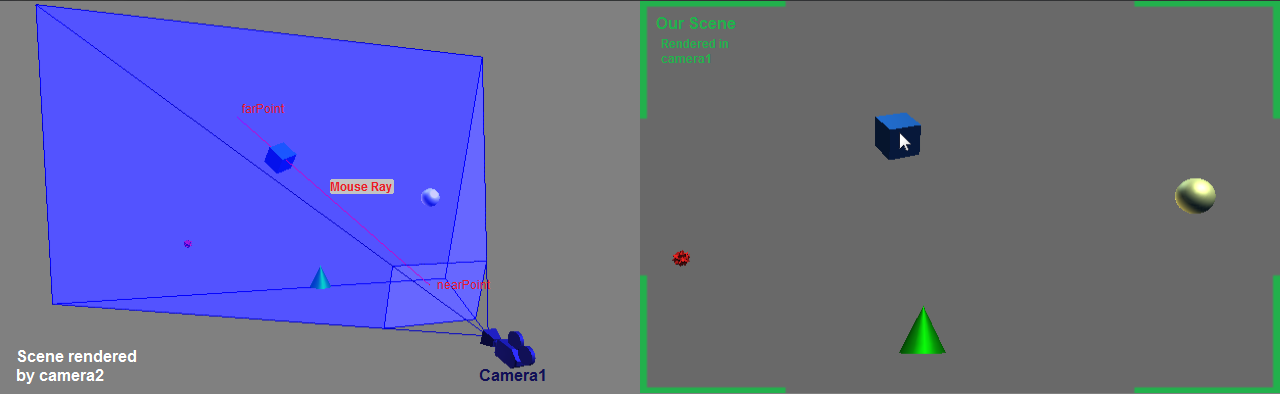 farPoint
Mouse Ray
nearPoint
Scene rendered
by camera2
Camera1
Our Scene
Rendered in
camera1